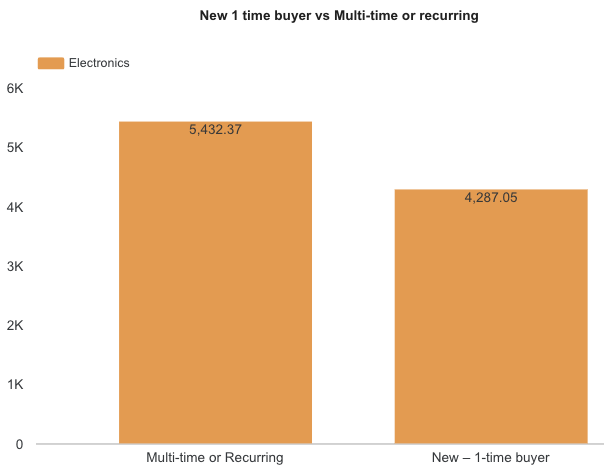 New 1 time buyer vs Multi-time or recurring
Electronics
6K
5,432.37
5K
4,287.05
4K
3K
2K
1K
0
Multi-time or Recurring
New – 1-time buyer